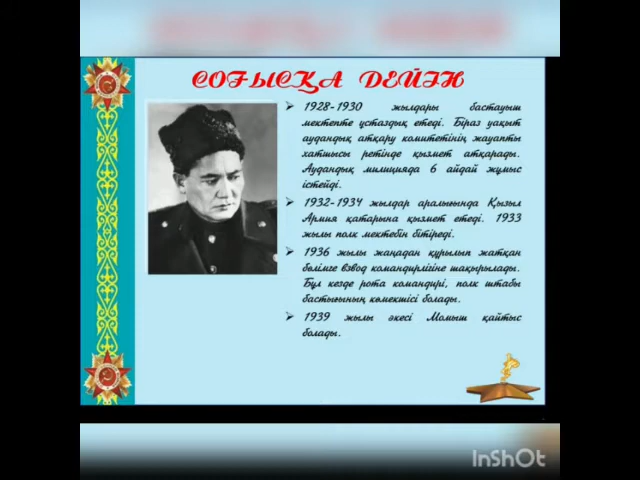 СОҒЫСҚА ДЕЙІН
➢ 1928-1930 жылдары бастауыш
мектепте ұстаздық етеді. Біраз уақыт
аудандық атқару комитетінің жауапты
хатшысы ретінде қызмет атқарады.
Аудандық милицияда 6 айдай жұмыс
істейді.
➢ 1932-1934 жылдар аралығында Қызыл
Армия қатарына қызмет етеді. 1933
жылы полк мектебін бітіреді.
➢ 1936 жылы жаңадан құрылып жатқан
бөлімге взвод командирлігіне шақырылады.
Бұл кезде рота командирі, полк штабы
бастығының көмекшісі болады.
➢ 1939 жылы әкесі Момыш қайтыс
болады.
InShOt